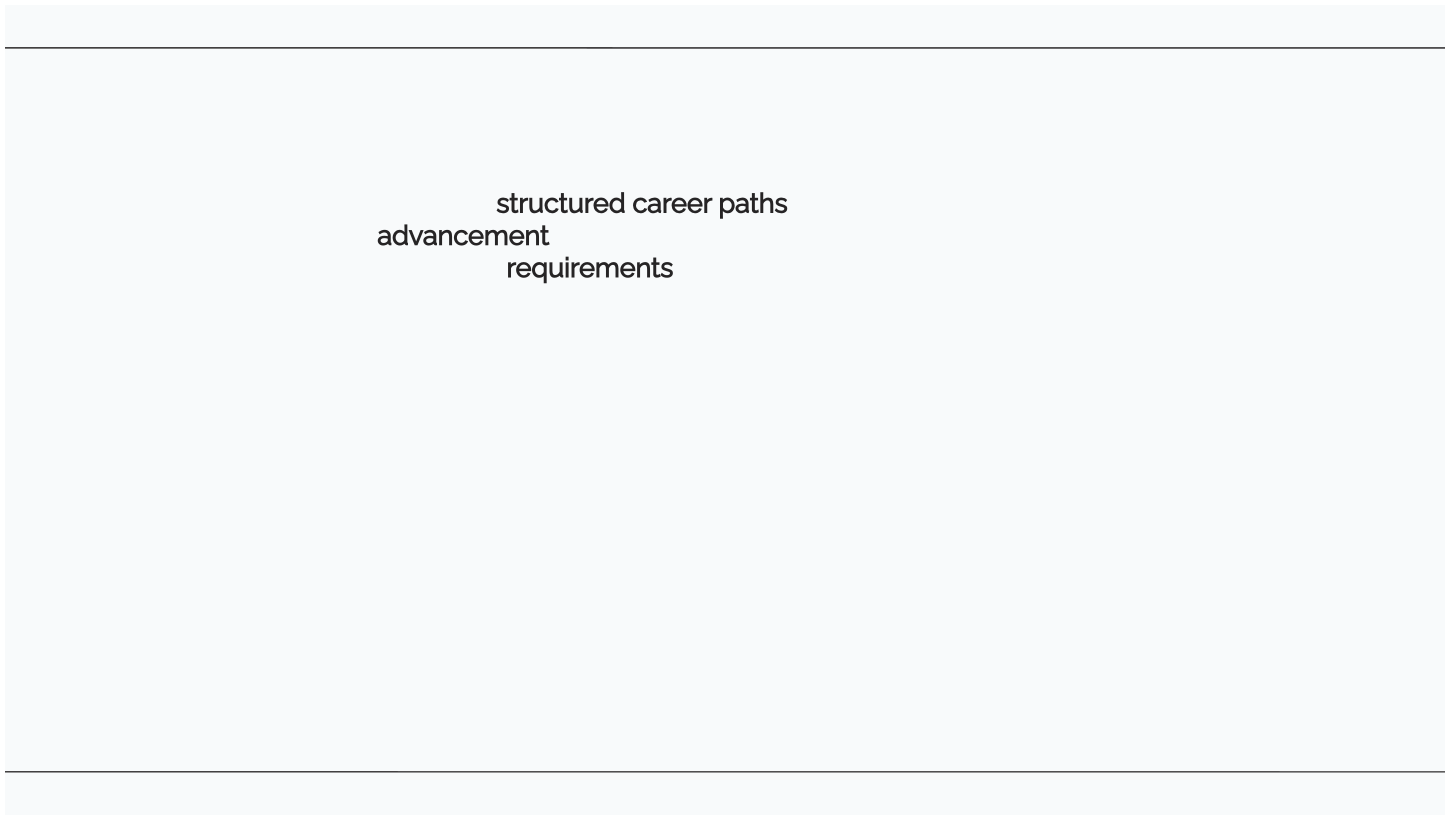 structured career paths
advancement
requirements